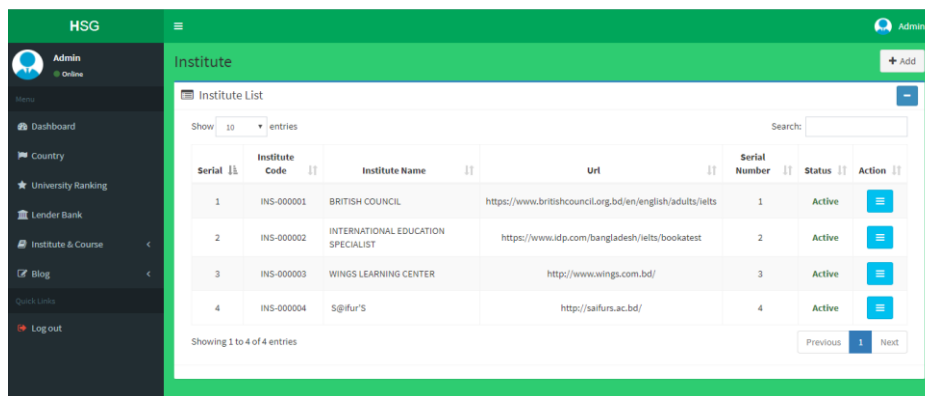 HSG
Admin
Admin
Online
Institute
Add
Menu
Institute List
Dashboard
Show 10 entries
Search:
Country
University Ranking
Lender Bank
Institute & Course
Blog
Quick Links
Log out
Serial Institute Code Institute Name Url Serial Number Status Action
1 INS-000001 BRITISH COUNCIL https://www.britishcouncil.org.bd/en/english/adults/ielts 1 Active
2 INS-000002 INTERNATIONAL EDUCATION SPECIALIST https://www.idp.com/bangladesh/ielts/bookatest 2 Active
3 INS-000003 WINGS LEARNING CENTER http://www.wings.com.bd/ 3 Active
4 INS-000004 S@ifur'S http://saifurs.ac.bd/ 4 Active
Showing 1 to 4 of 4 entries
Previous 1 Next